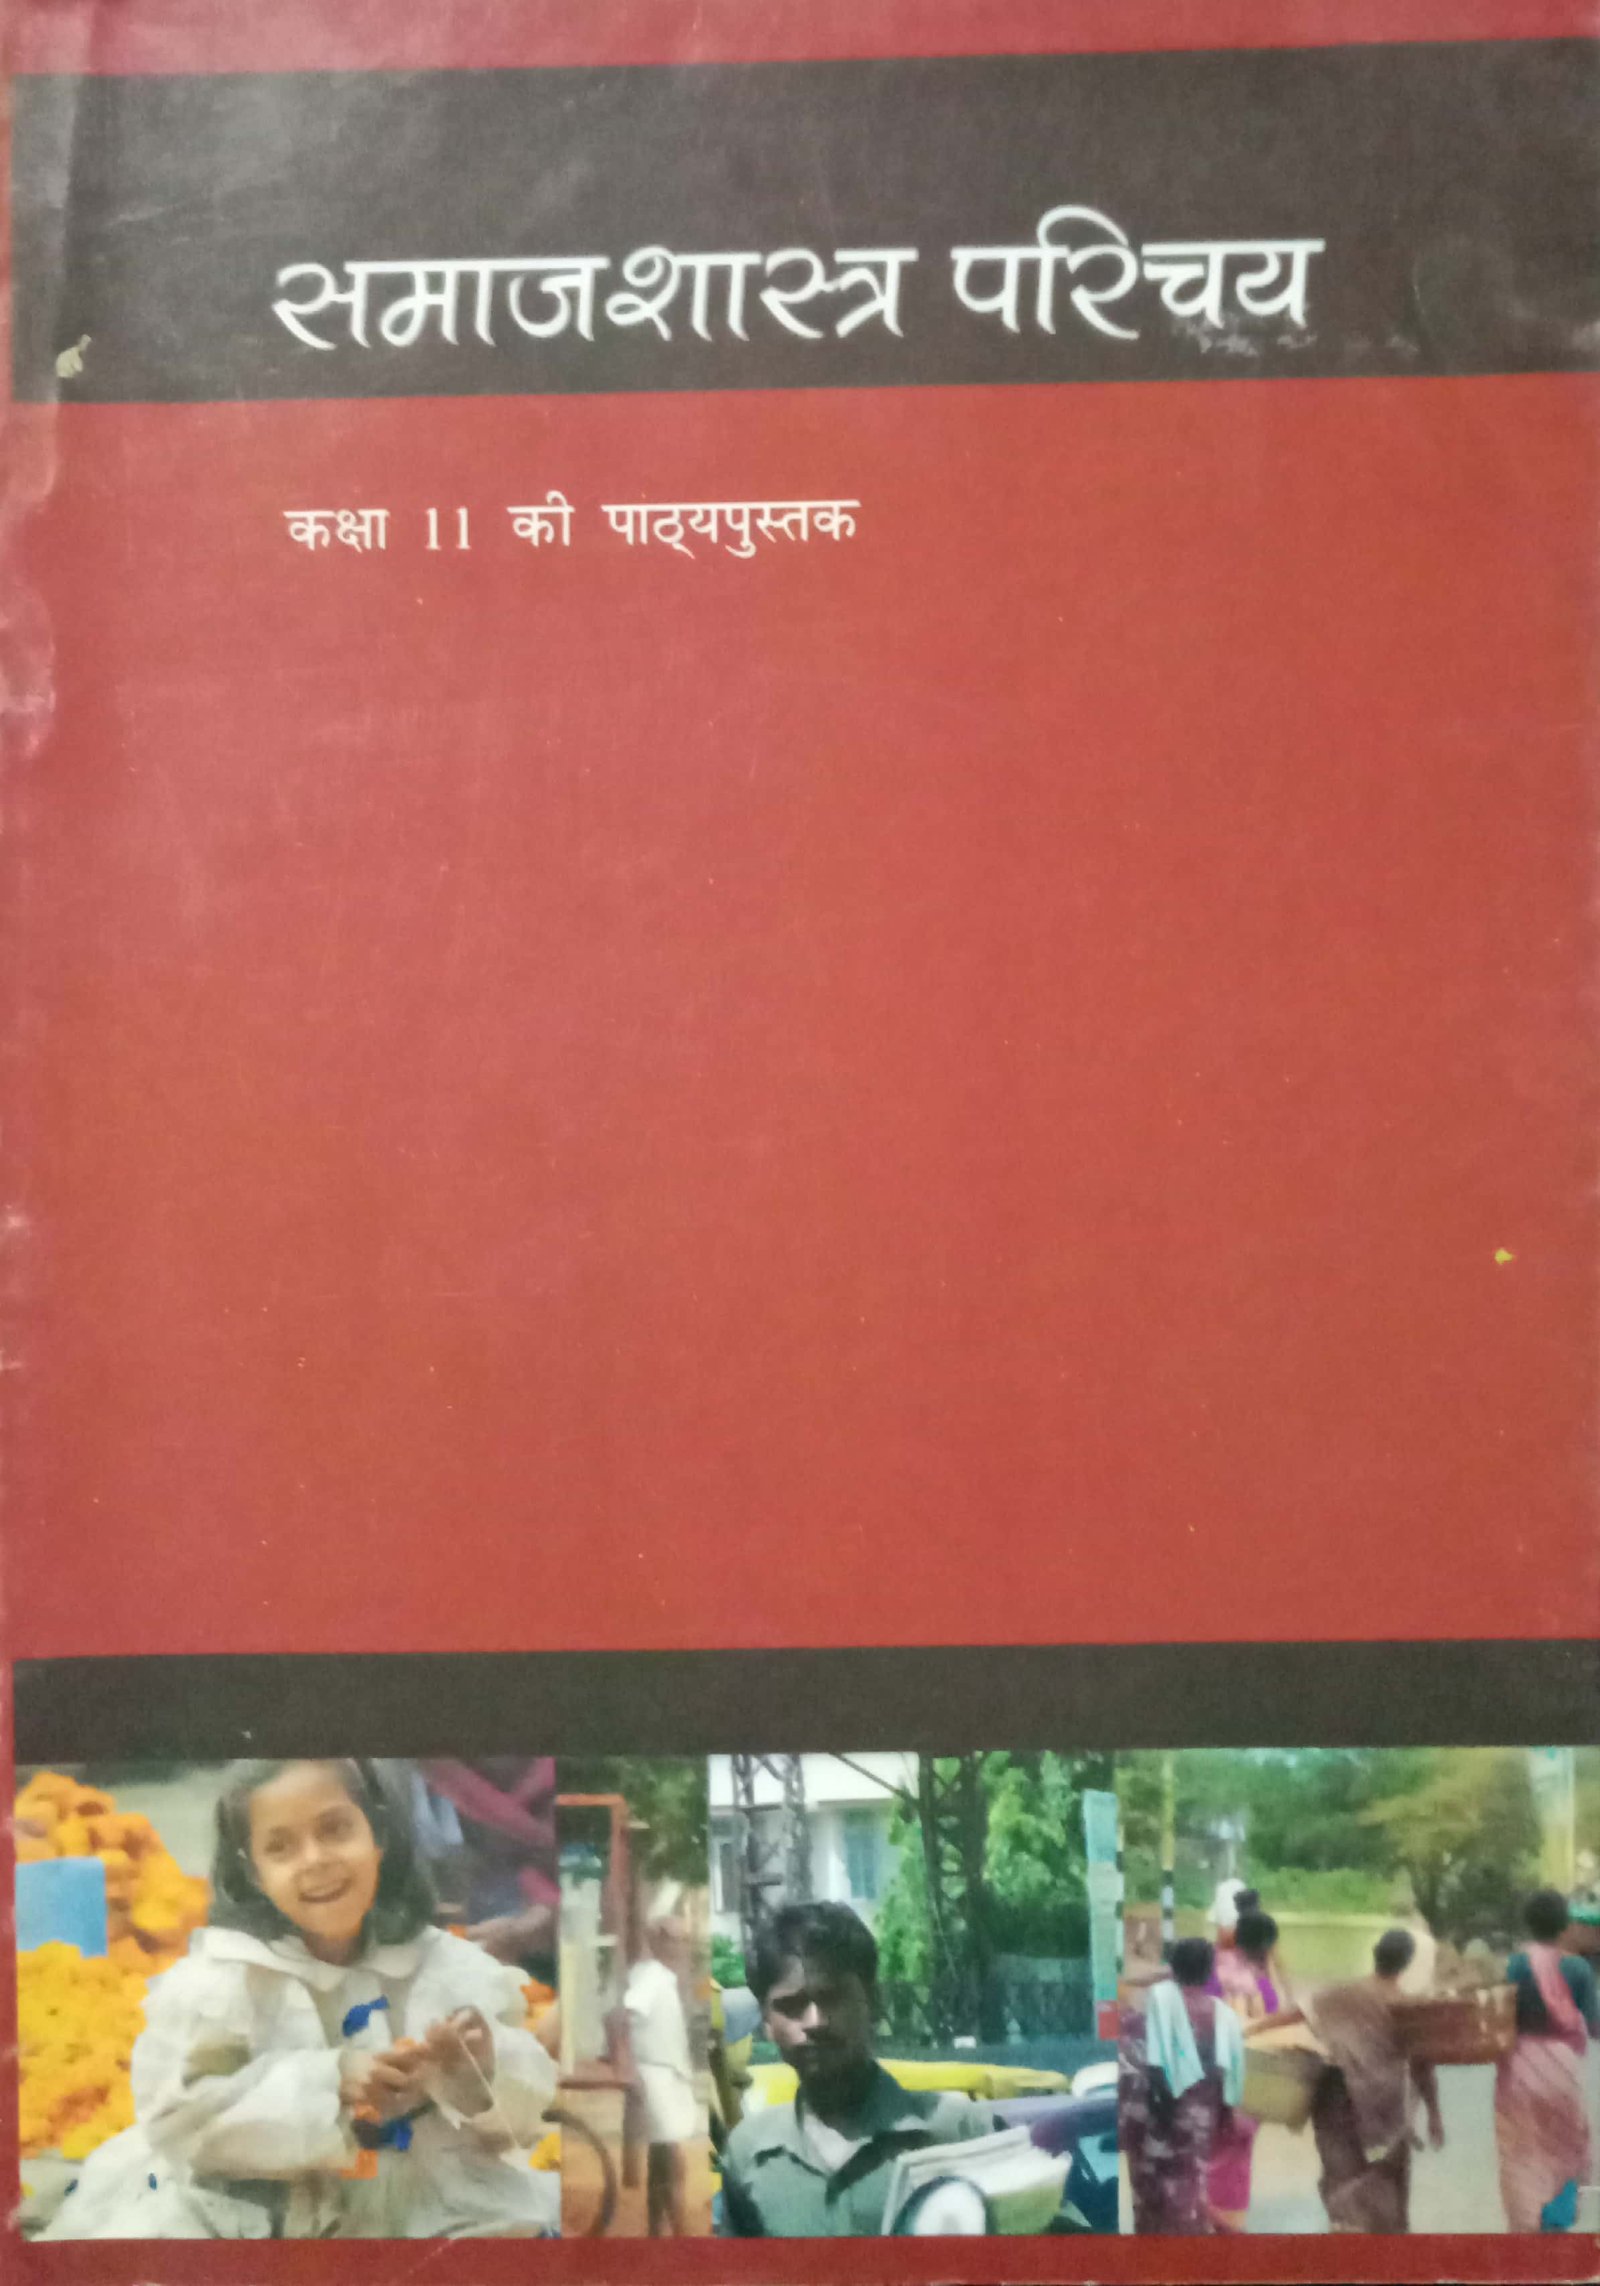 समाजशास्त्र परिचय
कक्षा 11 की पाठ्यपुस्तक